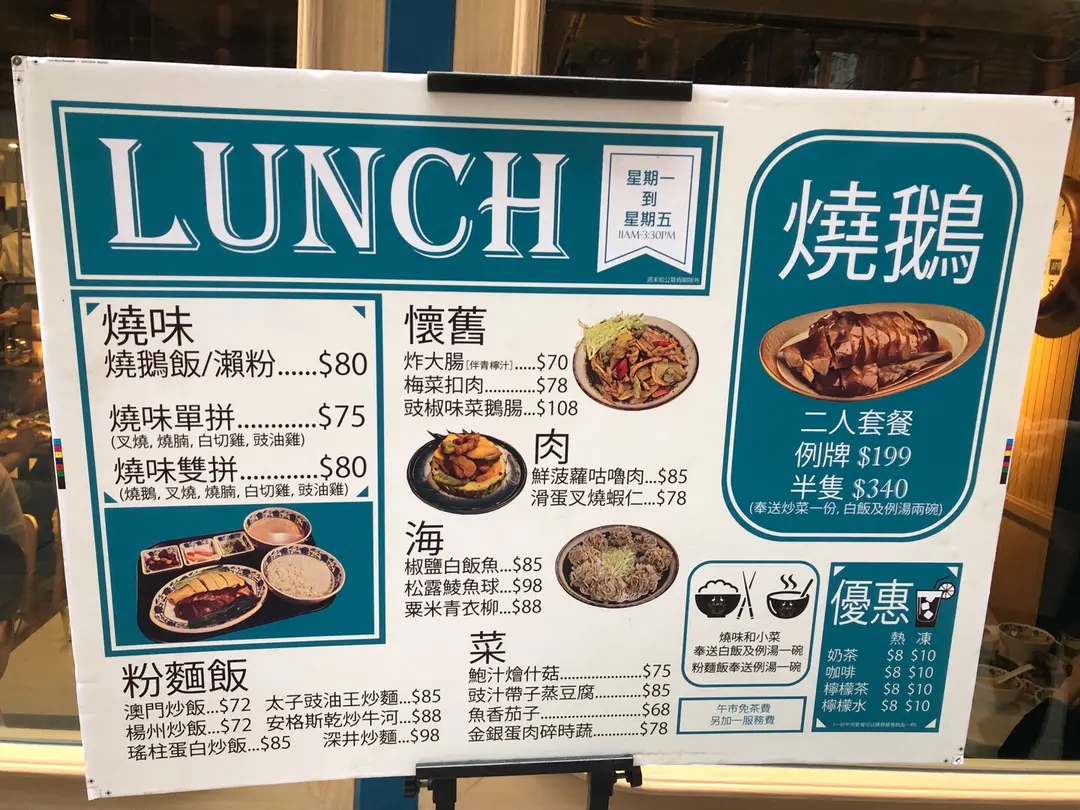 LUNCH
星期一
到
星期五
11AM-3:30PM
週末和公眾假期除外
燒味
燒鵝飯/瀨粉......$80
燒味單拼............$75
(叉燒, 燒腩, 白切雞, 豉油雞)
燒味雙拼............$80
(燒鵝, 叉燒, 燒腩, 白切雞, 豉油雞)
懷舊
炸大腸[伴青檸汁].....$70
梅菜扣肉............$78
豉椒味菜鵝腸...$108
肉
鮮菠蘿咕嚕肉...$85
滑蛋叉燒蝦仁...$78
海
椒鹽白飯魚...$85
松露鯪魚球...$98
粟米青衣柳...$88
粉麵飯
澳門炒飯...$72
楊州炒飯...$72
瑤柱蛋白炒飯...$85
太子豉油王炒麵...$85
安格斯乾炒牛河...$88
深井炒麵...$98
菜
鮑汁燴什菇......................$75
豉汁帶子蒸豆腐...............$85
魚香茄子.........................$68
金銀蛋肉碎時蔬...............$78
燒鵝
二人套餐
例牌 $199
半隻 $340
(奉送炒菜一份, 白飯及例湯兩碗)
燒味和小菜
奉送白飯及例湯一碗
粉麵飯奉送例湯一碗
午市免茶費
另加一服務費
優惠
熱 凍
奶茶 $8 $10
咖啡 $8 $10
檸檬茶 $8 $10
檸檬水 $8 $10